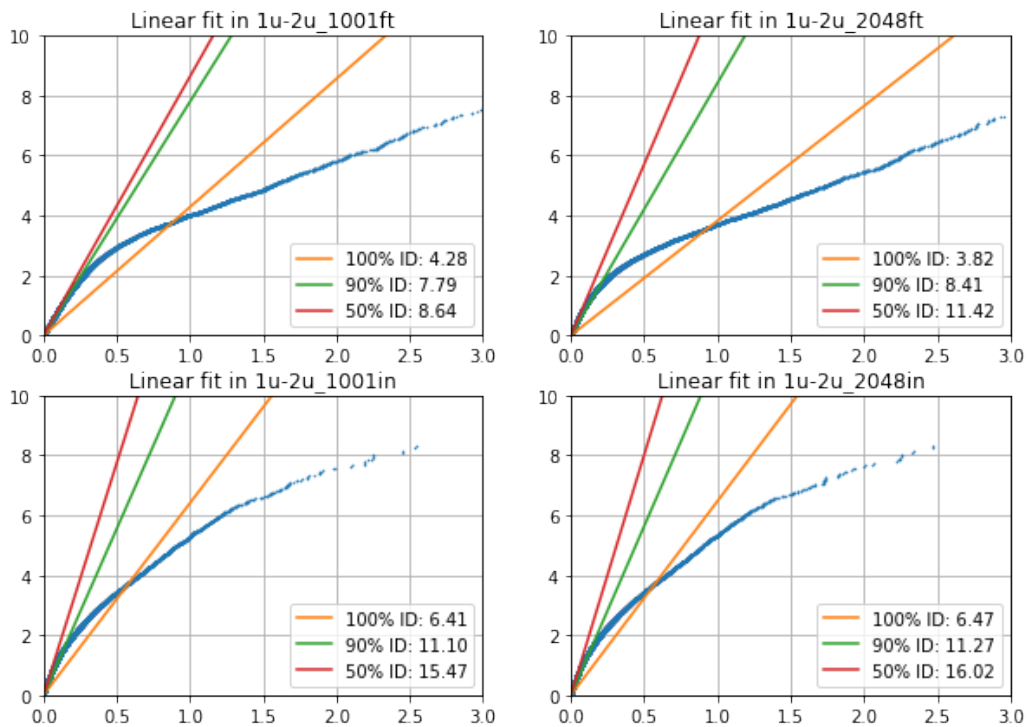 Linear fit in 1u-2u_1001ft
10
8
6
4
2
0
100% ID: 4.28
90% ID: 7.79
50% ID: 8.64
0.0 0.5 1.0 1.5 2.0 2.5 3.0
Linear fit in 1u-2u_2048ft
10
8
6
4
2
0
100% ID: 3.82
90% ID: 8.41
50% ID: 11.42
0.0 0.5 1.0 1.5 2.0 2.5 3.0
Linear fit in 1u-2u_1001in
10
8
6
4
2
0
100% ID: 6.41
90% ID: 11.10
50% ID: 15.47
0.0 0.5 1.0 1.5 2.0 2.5 3.0
Linear fit in 1u-2u_2048in
10
8
6
4
2
0
100% ID: 6.47
90% ID: 11.27
50% ID: 16.02
0.0 0.5 1.0 1.5 2.0 2.5 3.0